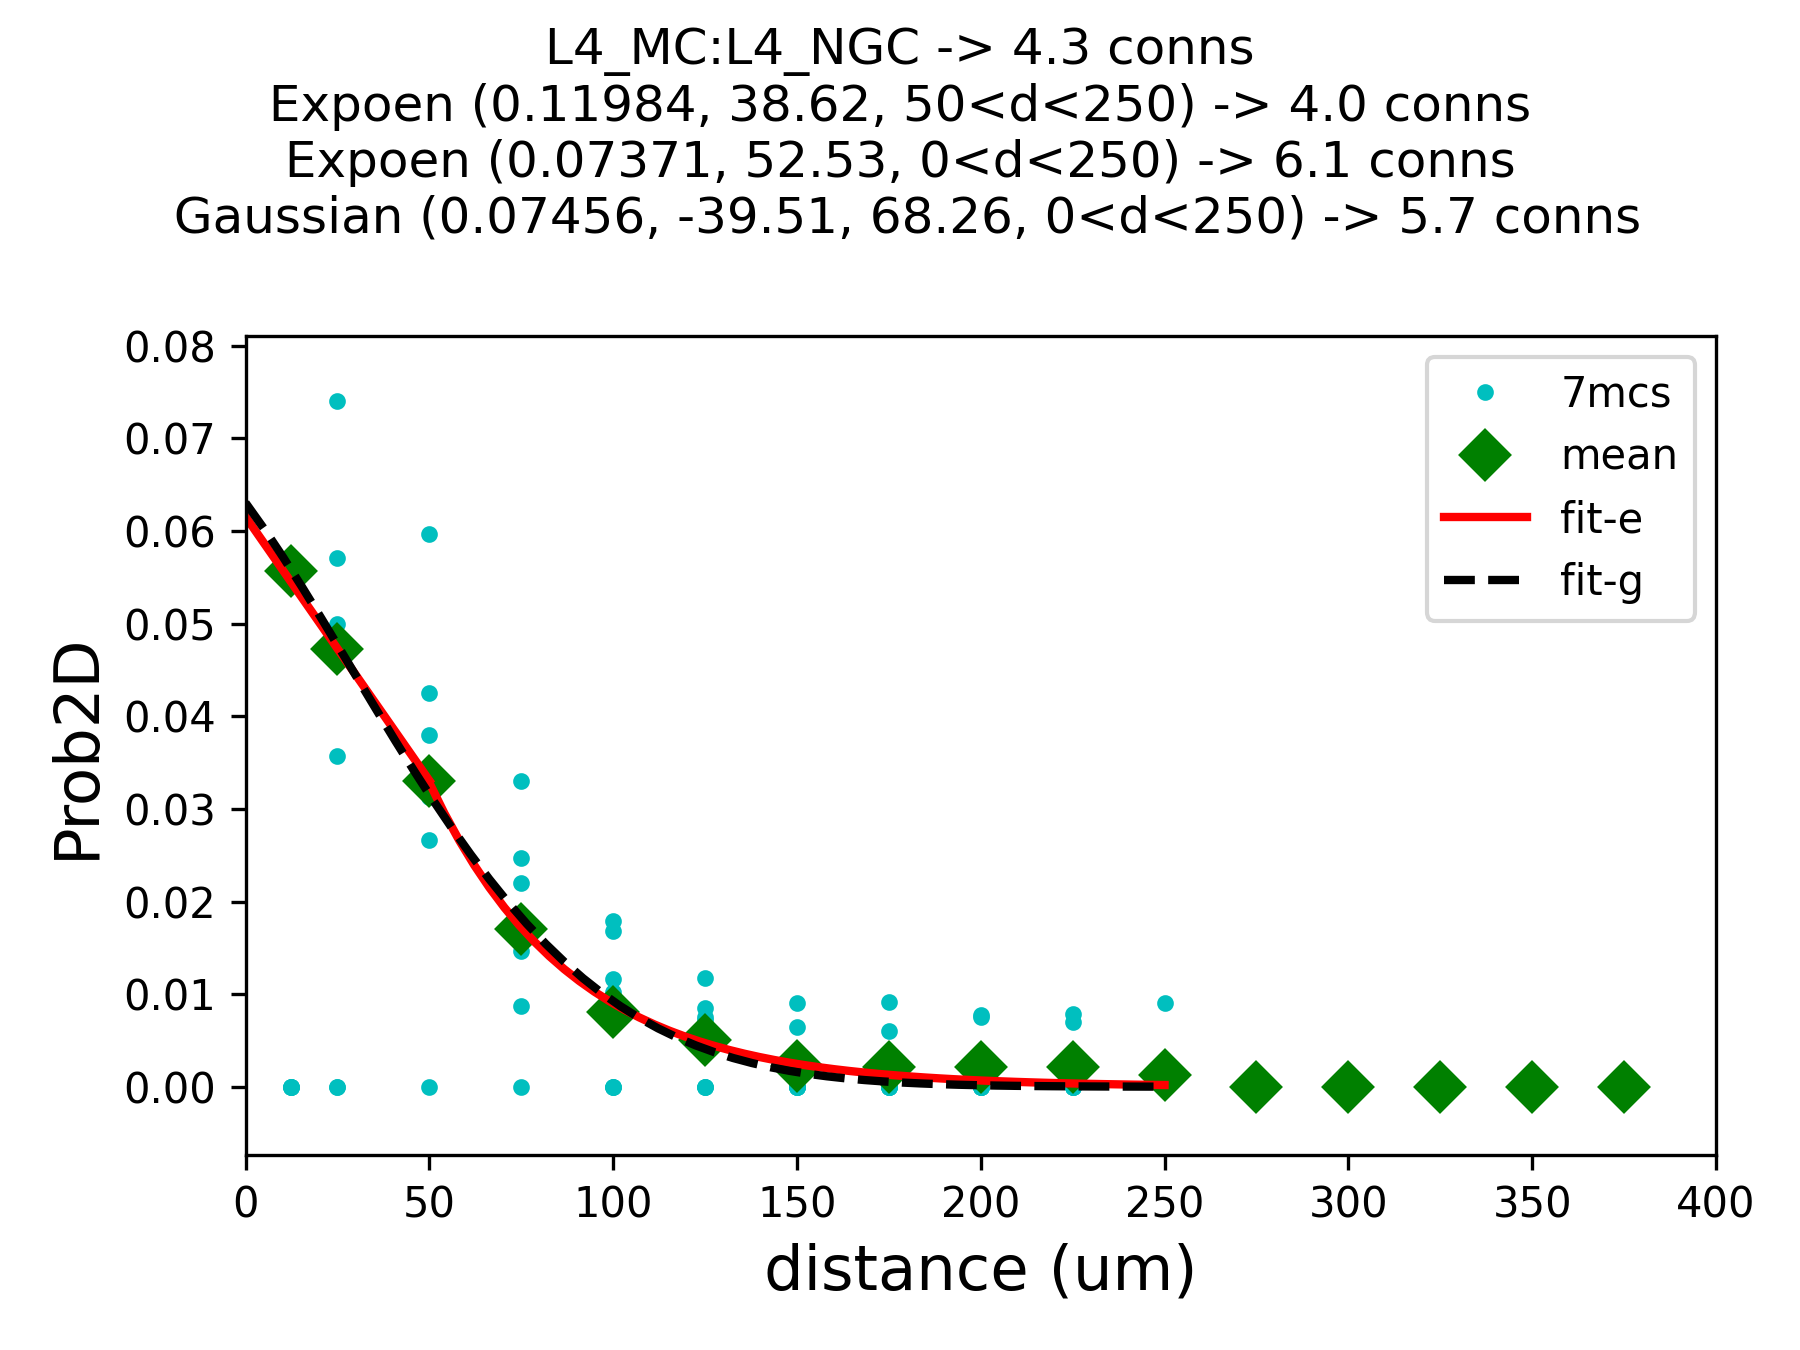 L4_MC:L4_NGC -> 4.3 conns
Expoen (0.11984, 38.62, 50<d<250) -> 4.0 conns
Expoen (0.07371, 52.53, 0<d<250) -> 6.1 conns
Gaussian (0.07456, -39.51, 68.26, 0<d<250) -> 5.7 conns
0.08
0.07
0.06
0.05
0.04
0.03
0.02
0.01
0.00
Prob2D
7mcs
mean
fit-e
fit-g
0 50 100 150 200 250 300 350 400
distance (um)